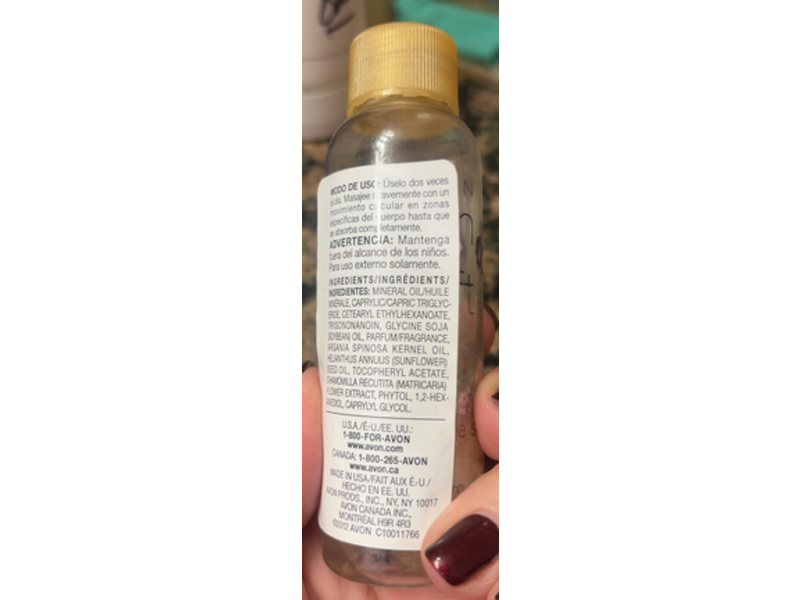 MODO DE USO: Úselo dos veces
al día. Masajee suavemente con un
movimiento circular en zonas
específicas del cuerpo hasta que
se absorba completamente.
ADVERTENCIA: Mantenga
fuera del alcance de los niños.
Para uso externo solamente.
INGREDIENTS/INGRÉDIENTS/
INGREDIENTES: MINERAL OIL/HUILE
MINERALE, CAPRYLIC/CAPRIC TRIGLYC-
ERIDE, CETEARYL ETHYLHEXANOATE,
TRIISONONANOIN, GLYCINE SOJA
(SOYBEAN) OIL, PARFUM/FRAGRANCE,
ARGANIA SPINOSA KERNEL OIL,
HELIANTHUS ANNUUS (SUNFLOWER)
SEED OIL, TOCOPHERYL ACETATE,
CHAMOMILLA RECUTITA (MATRICARIA)
FLOWER EXTRACT, PHYTOL, 1,2-HEX-
ANEDIOL, CAPRYLYL GLYCOL.
U.S.A./É.-U./EE. UU.:
1-800-FOR-AVON
www.avon.com
CANADA: 1-800-265-AVON
www.avon.ca
MADE IN USA/FAIT AUX É.-U./
HECHO EN EE. UU.
AVON PRODS., INC., NY, NY 10017
AVON CANADA INC.,
MONTRÉAL H9R 4R3
©2012 AVON C10011766